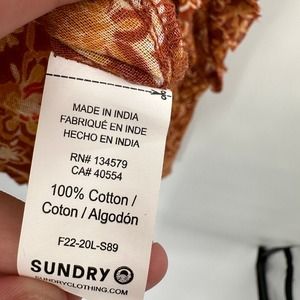 MADE IN INDIA
FABRIQUÉ EN INDE
HECHO EN INDIA
RN# 134579
CA# 40554
100% Cotton /
Coton / Algodón
F22-20L-S89
SUNDRY
SUNDRYCLOTHING.COM